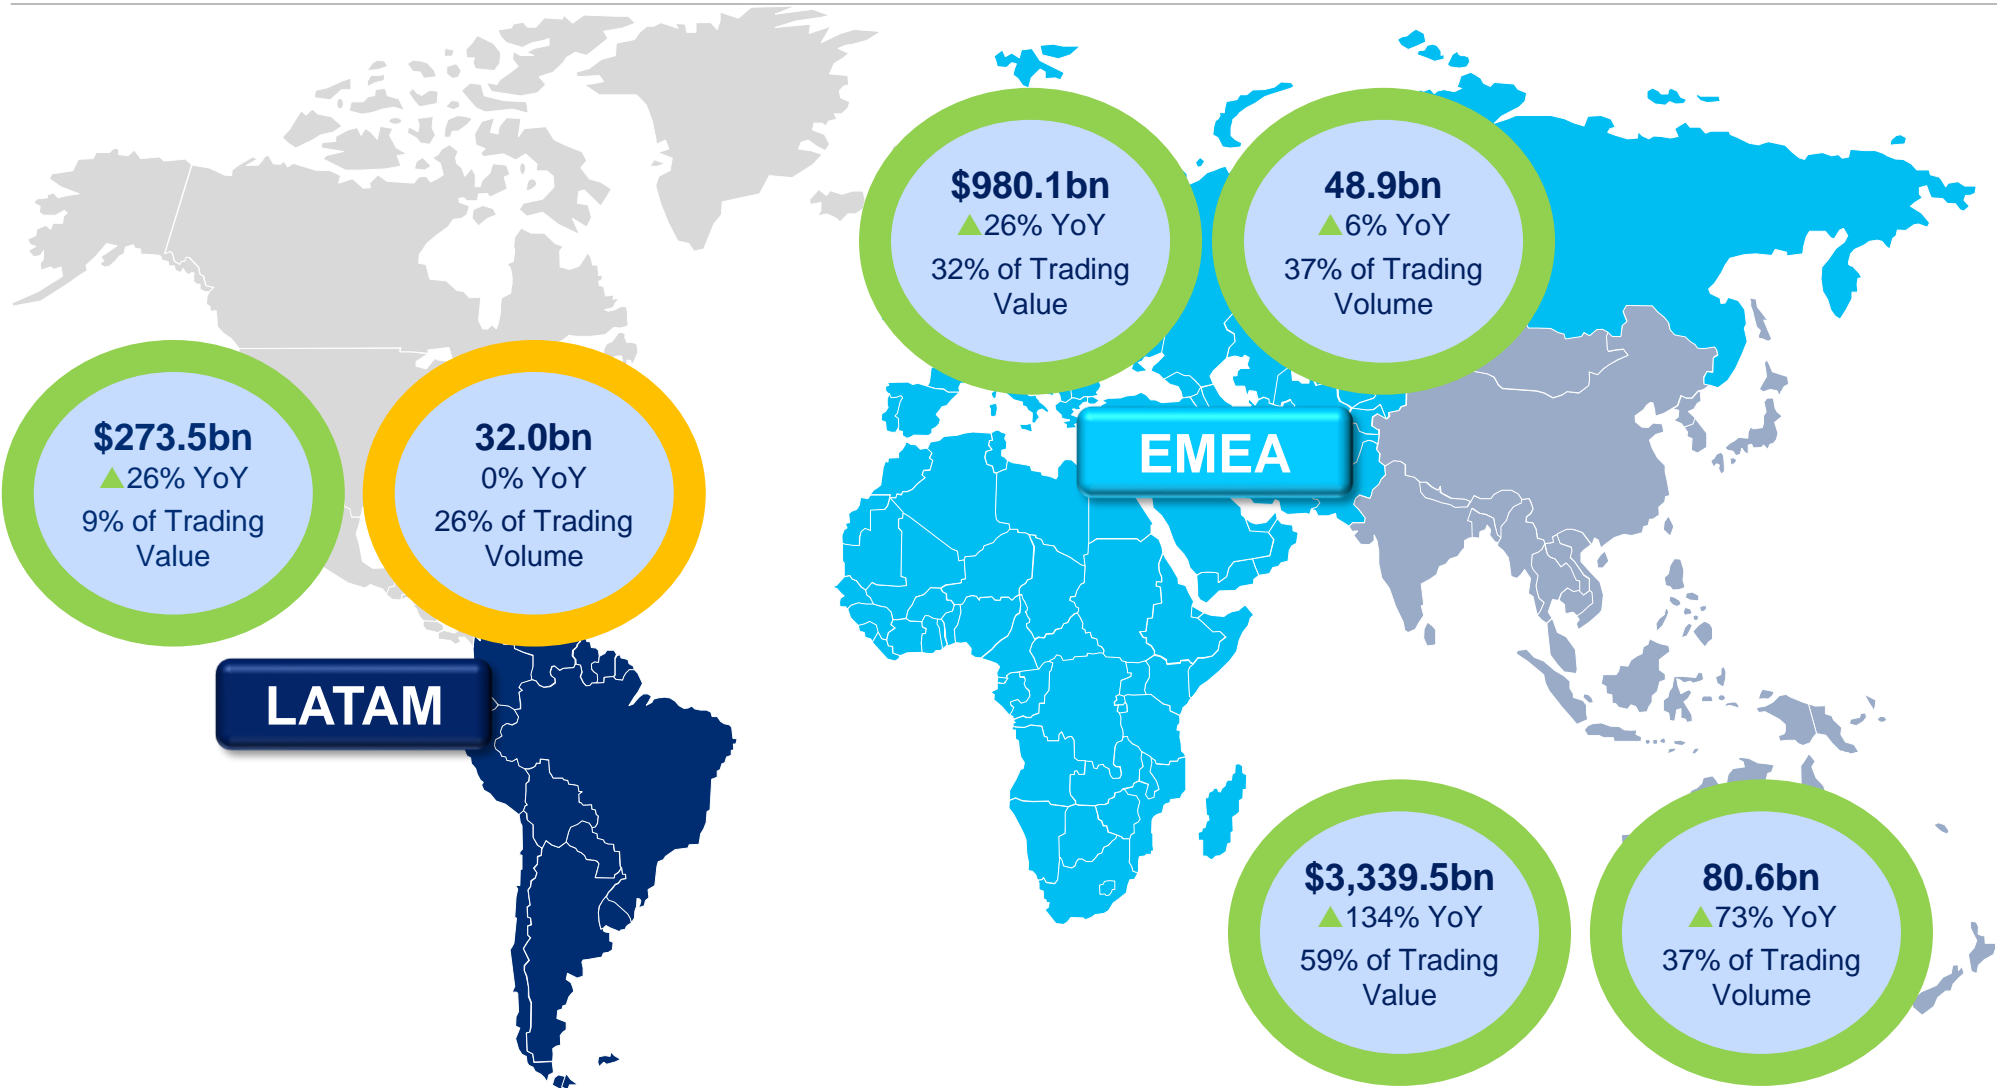 $980.1bn
▲26% YoY
32% of Trading
Value
48.9bn
▲6% YoY
37% of Trading
Volume
$273.5bn
▲26% YoY
9% of Trading
Value
32.0bn
0% YoY
26% of Trading
Volume
EMEA
LATAM
$3,339.5bn
▲134% YoY
59% of Trading
Value
80.6bn
▲73% YoY
37% of Trading
Volume